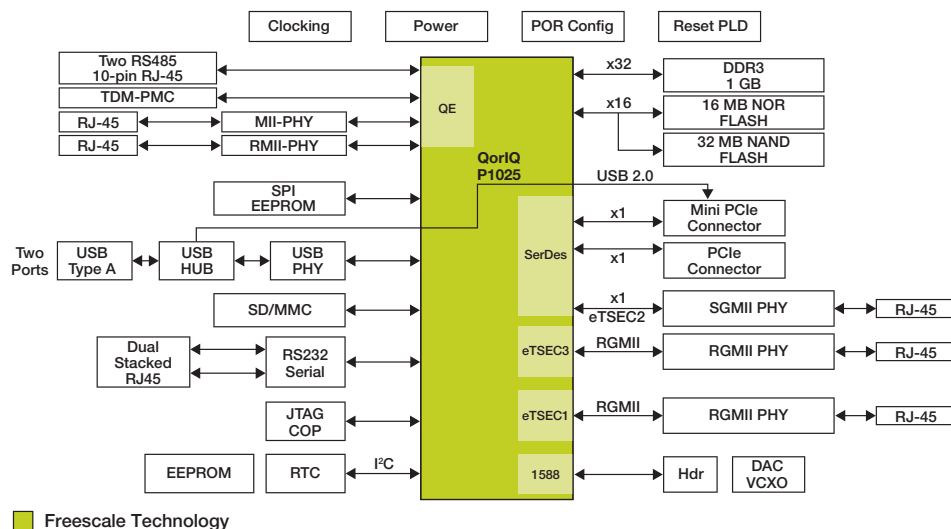 Clocking
Power
POR Config
Reset PLD
Two RS485
10-pin RJ-45
TDM-PMC
RJ-45
MII-PHY
RJ-45
RMII-PHY
QE
QorIQ
P1025
x32
DDR3
1 GB
x16
16 MB NOR
FLASH
32 MB NAND
FLASH
USB 2.0
SPI
EEPROM
Two
Ports
USB
Type A
USB
HUB
USB
PHY
SerDes
x1
Mini PCIe
Connector
x1
PCIe
Connector
SD/MMC
x1
eTSEC2
SGMII PHY
RJ-45
Dual
Stacked
RJ45
RS232
Serial
eTSEC3
RGMII
RGMII PHY
RJ-45
JTAG
COP
eTSEC1
RGMII
RGMII PHY
RJ-45
EEPROM
RTC
I²C
1588
Hdr
DAC
VCXO
Freescale Technology